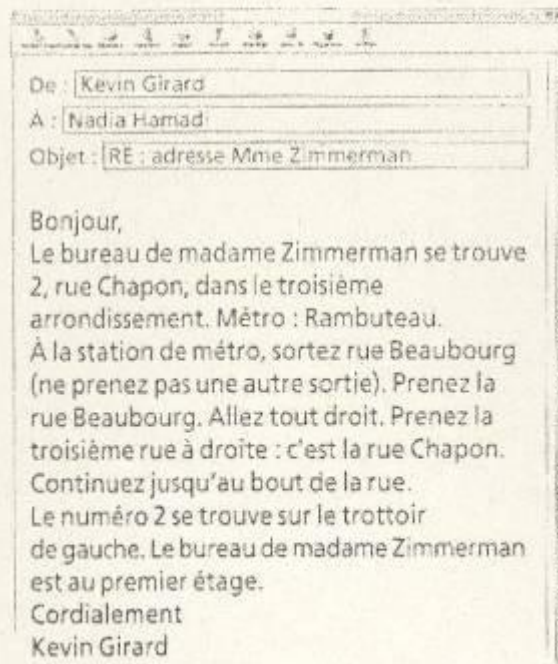 De : Kevin Girard
À : Nadia Hamadi
Objet : RE : adresse Mme Zimmerman
Bonjour,
Le bureau de madame Zimmerman se trouve
2, rue Chapon, dans le troisième
arrondissement. Métro : Rambuteau.
À la station de métro, sortez rue Beaubourg
(ne prenez pas une autre sortie). Prenez la
rue Beaubourg. Allez tout droit. Prenez la
troisième rue à droite : c'est la rue Chapon.
Continuez jusqu'au bout de la rue.
Le numéro 2 se trouve sur le trottoir
de gauche. Le bureau de madame Zimmerman
est au premier étage.
Cordialement
Kevin Girard